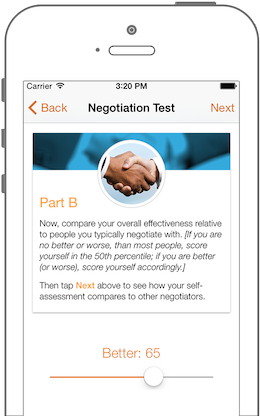 Carrier 3:20 PM
Back Negotiation Test Next
Part B
Now, compare your overall effectiveness relative
to people you typically negotiate with. [If you are
no better or worse, than most people, score
yourself in the 50th percentile; if you are better
(or worse), score yourself accordingly.]
Then tap Next above to see how your self-
assessment compares to other negotiators.
Better: 65